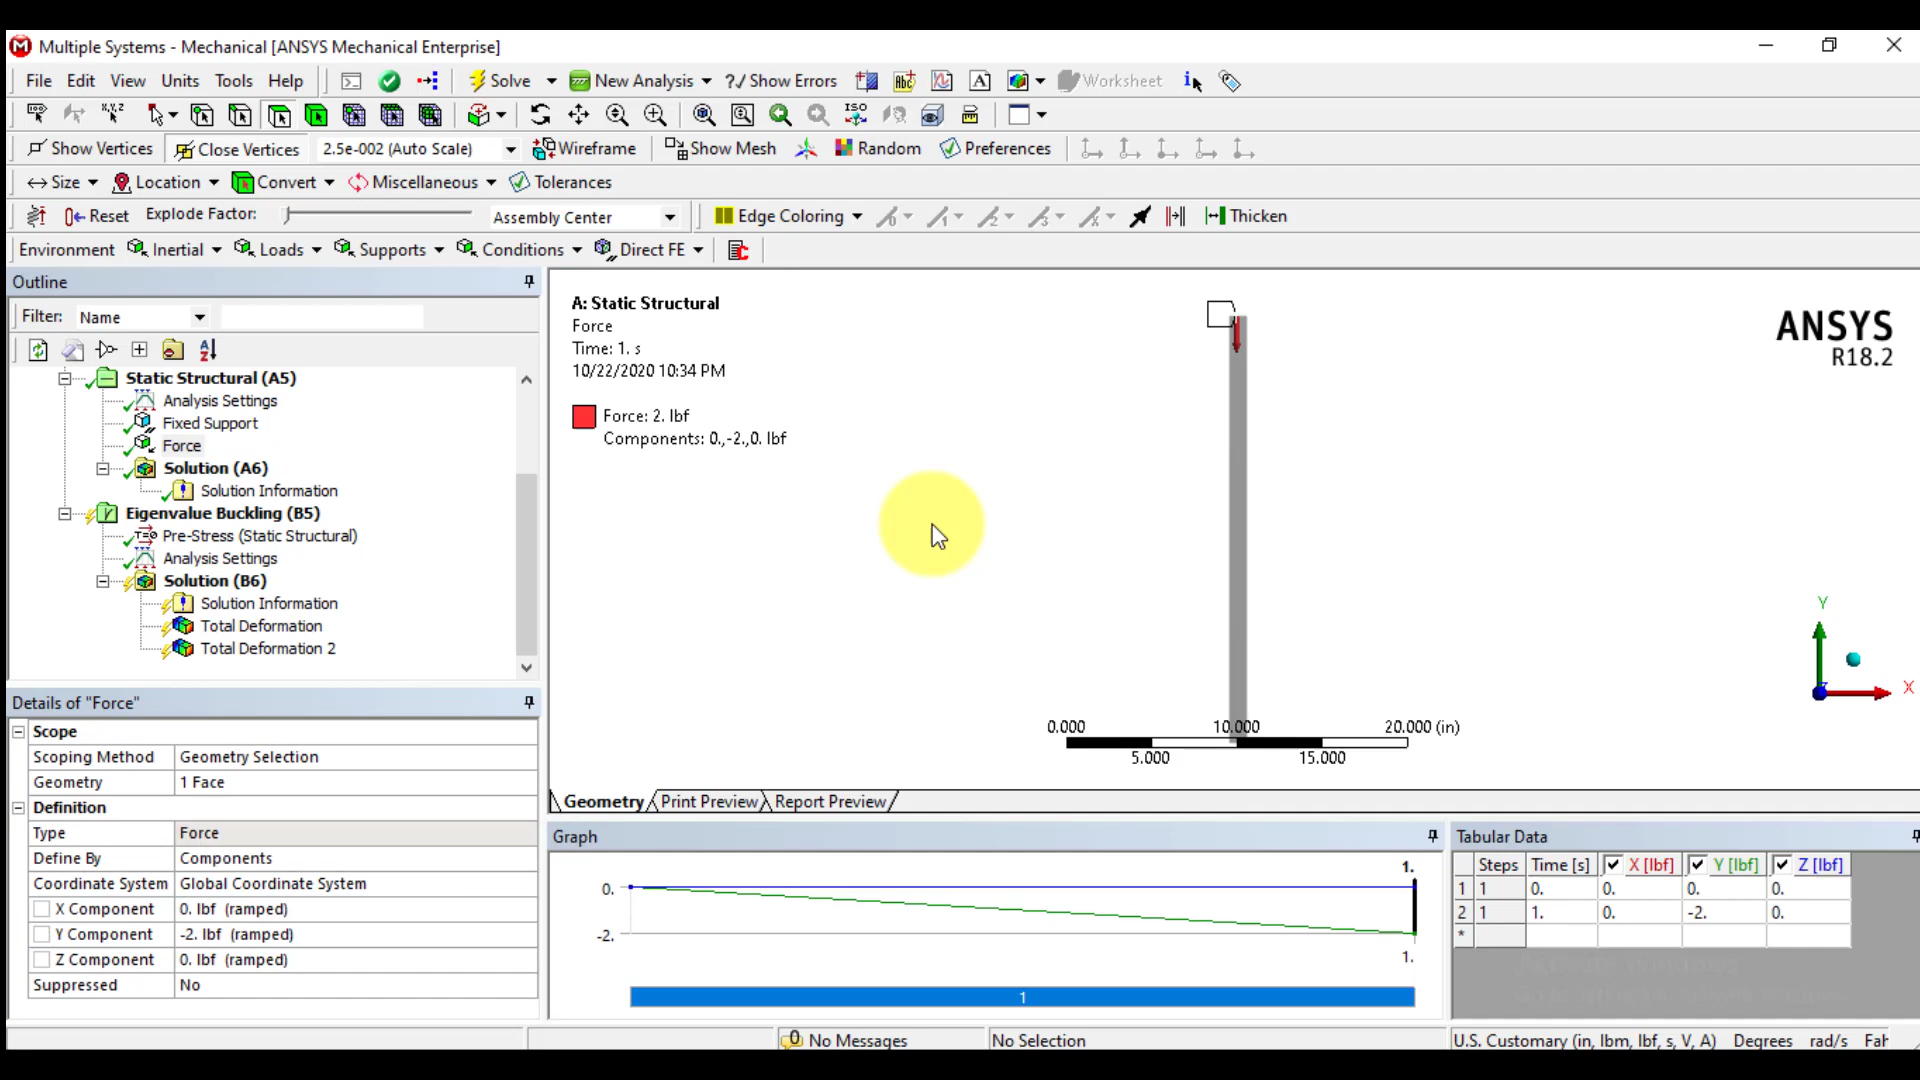 Multiple Systems - Mechanical [ANSYS Mechanical Enterprise]
File Edit View Units Tools Help Solve New Analysis ?/ Show Errors Worksheet
Show Vertices Close Vertices 2.5e-002 (Auto Scale) Wireframe Show Mesh Random Preferences
Size Location Convert Miscellaneous Tolerances
Reset Explode Factor: Assembly Center Edge Coloring Thicken
Environment Inertial Loads Supports Conditions Direct FE
Outline
Filter: Name
Static Structural (A5)
Analysis Settings
Fixed Support
Force
Solution (A6)
Solution Information
Eigenvalue Buckling (B5)
Pre-Stress (Static Structural)
Analysis Settings
Solution (B6)
Solution Information
Total Deformation
Total Deformation 2
Details of "Force"
Scope
Scoping Method Geometry Selection
Geometry 1 Face
Definition
Type Force
Define By Components
Coordinate System Global Coordinate System
X Component 0. lbf (ramped)
Y Component -2. lbf (ramped)
Z Component 0. lbf (ramped)
Suppressed No
A: Static Structural
Force
Time: 1. s
10/22/2020 10:34 PM
Force: 2. lbf
Components: 0.,-2.,0. lbf
ANSYS
R18.2
Y
X
Z
0.000 10.000 20.000 (in)
5.000 15.000
Geometry Print Preview Report Preview
Graph
1.
0.
-2.
1.
1
Tabular Data
Steps Time [s] X [lbf] Y [lbf] Z [lbf]
1 1 0. 0. 0. 0.
2 1 1. 0. -2. 0.
*
0 No Messages No Selection U.S. Customary (in, lbm, lbf, s, V, A) Degrees rad/s Fah